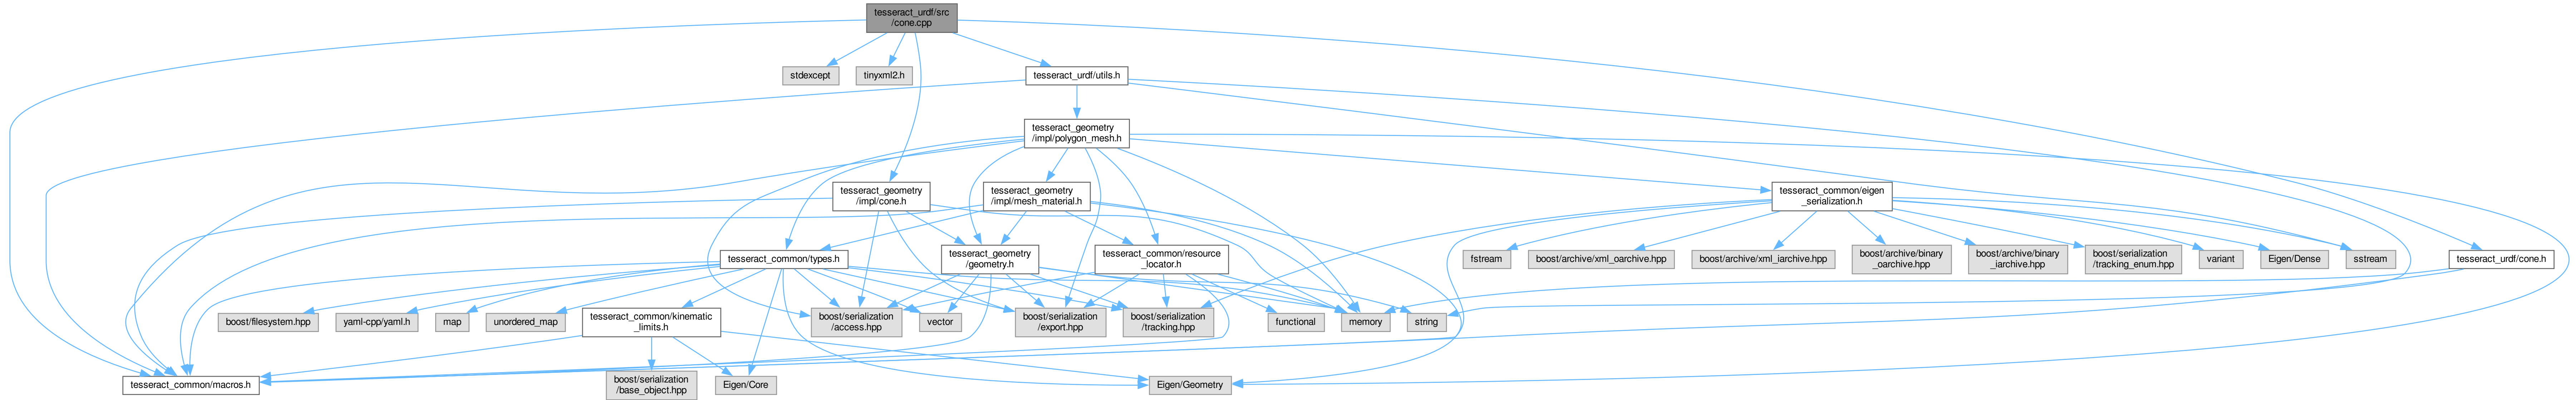 tesseract_urdf/src
/cone.cpp
stdexcept
tinyxml2.h
tesseract_urdf/utils.h
tesseract_geometry
/impl/polygon_mesh.h
tesseract_geometry
/impl/cone.h
tesseract_geometry
/impl/mesh_material.h
tesseract_common/eigen
_serialization.h
tesseract_common/types.h
tesseract_geometry
/geometry.h
tesseract_common/resource
_locator.h
fstream
boost/archive/xml_oarchive.hpp
boost/archive/xml_iarchive.hpp
boost/archive/binary
_oarchive.hpp
boost/archive/binary
_iarchive.hpp
boost/serialization
/tracking_enum.hpp
variant
Eigen/Dense
sstream
tesseract_urdf/cone.h
boost/filesystem.hpp
yaml-cpp/yaml.h
map
unordered_map
tesseract_common/kinematic
_limits.h
boost/serialization
/access.hpp
vector
boost/serialization
/export.hpp
boost/serialization
/tracking.hpp
functional
memory
string
tesseract_common/macros.h
boost/serialization
/base_object.hpp
Eigen/Core
Eigen/Geometry